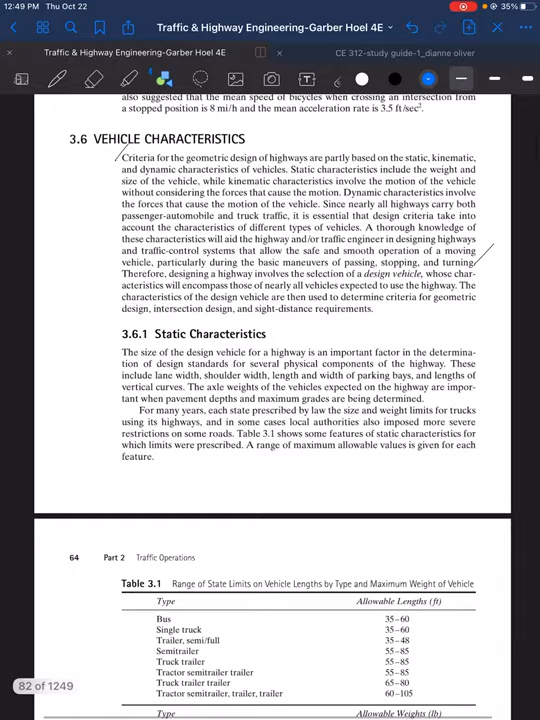 12:49 PM Thu Oct 22
35%
Traffic & Highway Engineering-Garber Hoel 4E
Traffic & Highway Engineering-Garber Hoel 4E
CE 312-study guide-1_dianne oliver
also suggested that the mean speed of bicycles when crossing an intersection from
a stopped position is 8 mi/h and the mean acceleration rate is 3.5 ft/sec².
3.6 VEHICLE CHARACTERISTICS
Criteria for the geometric design of highways are partly based on the static, kinematic,
and dynamic characteristics of vehicles. Static characteristics include the weight and
size of the vehicle, while kinematic characteristics involve the motion of the vehicle
without considering the forces that cause the motion. Dynamic characteristics involve
the forces that cause the motion of the vehicle. Since nearly all highways carry both
passenger-automobile and truck traffic, it is essential that design criteria take into
account the characteristics of different types of vehicles. A thorough knowledge of
these characteristics will aid the highway and/or traffic engineer in designing highways
and traffic-control systems that allow the safe and smooth operation of a moving
vehicle, particularly during the basic maneuvers of passing, stopping, and turning.
Therefore, designing a highway involves the selection of a design vehicle, whose char-
acteristics will encompass those of nearly all vehicles expected to use the highway. The
characteristics of the design vehicle are then used to determine criteria for geometric
design, intersection design, and sight-distance requirements.
3.6.1 Static Characteristics
The size of the design vehicle for a highway is an important factor in the determina-
tion of design standards for several physical components of the highway. These
include lane width, shoulder width, length and width of parking bays, and lengths of
vertical curves. The axle weights of the vehicles expected on the highway are impor-
tant when pavement depths and maximum grades are being determined.
For many years, each state prescribed by law the size and weight limits for trucks
using its highways, and in some cases local authorities also imposed more severe
restrictions on some roads. Table 3.1 shows some features of static characteristics for
which limits were prescribed. A range of maximum allowable values is given for each
feature.
64 Part 2 Traffic Operations
Table 3.1 Range of State Limits on Vehicle Lengths by Type and Maximum Weight of Vehicle
Type Allowable Lengths (ft)
Bus 35–60
Single truck 35–60
Trailer, semi/full 35–48
Semitrailer 55–85
Truck trailer 55–85
Tractor semitrailer trailer 55–85
Truck trailer trailer 65–80
Tractor semitrailer, trailer, trailer 60–105
Type Allowable Weights (lb)
82 of 1249